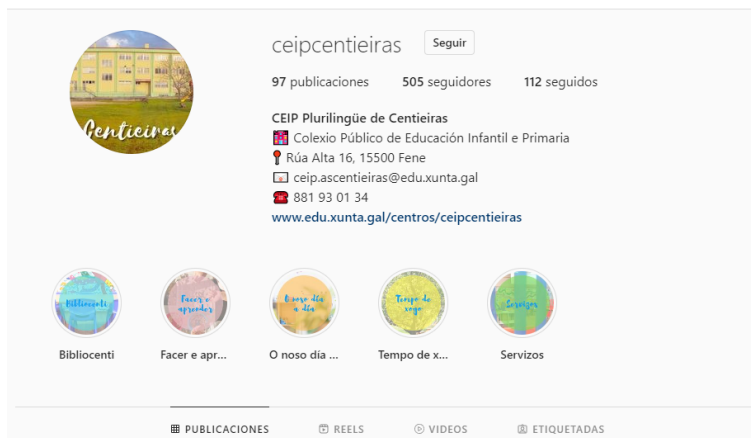 ceipcentieiras Seguir
97 publicaciones 505 seguidores 112 seguidos
CEIP Plurilingüe de Centieiras
Colexio Público de Educación Infantil e Primaria
Rúa Alta 16, 15500 Fene
ceip.ascentieiras@edu.xunta.gal
881 93 01 34
www.edu.xunta.gal/centros/ceipcentieiras
Centieiras
Bibliocenti
Facer e
aprender
O noso día
a día
Tempo de
xogo
Servizos
Bibliocenti Facer e apr... O noso día ... Tempo de x... Servizos
PUBLICACIONES REELS VIDEOS ETIQUETADAS